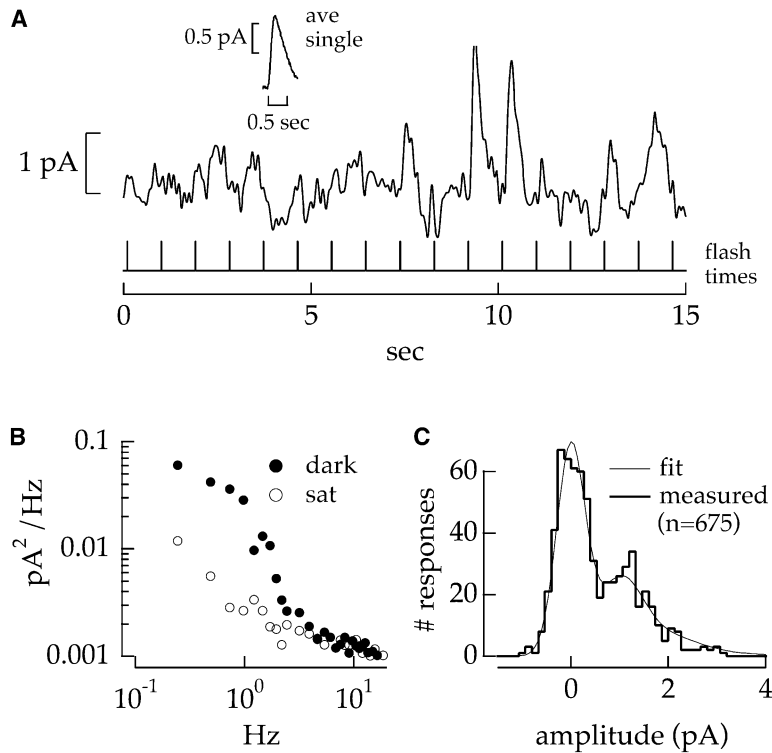 A
0.5 pA
ave
single
0.5 sec
1 pA
flash
times
0 5 10 15
sec
B
0.1
0.01
0.001
pA² /Hz
dark
sat
10⁻¹ 10⁰ 10¹
Hz
C
60
40
20
0
# responses
fit
measured
(n=675)
0 2 4
amplitude (pA)